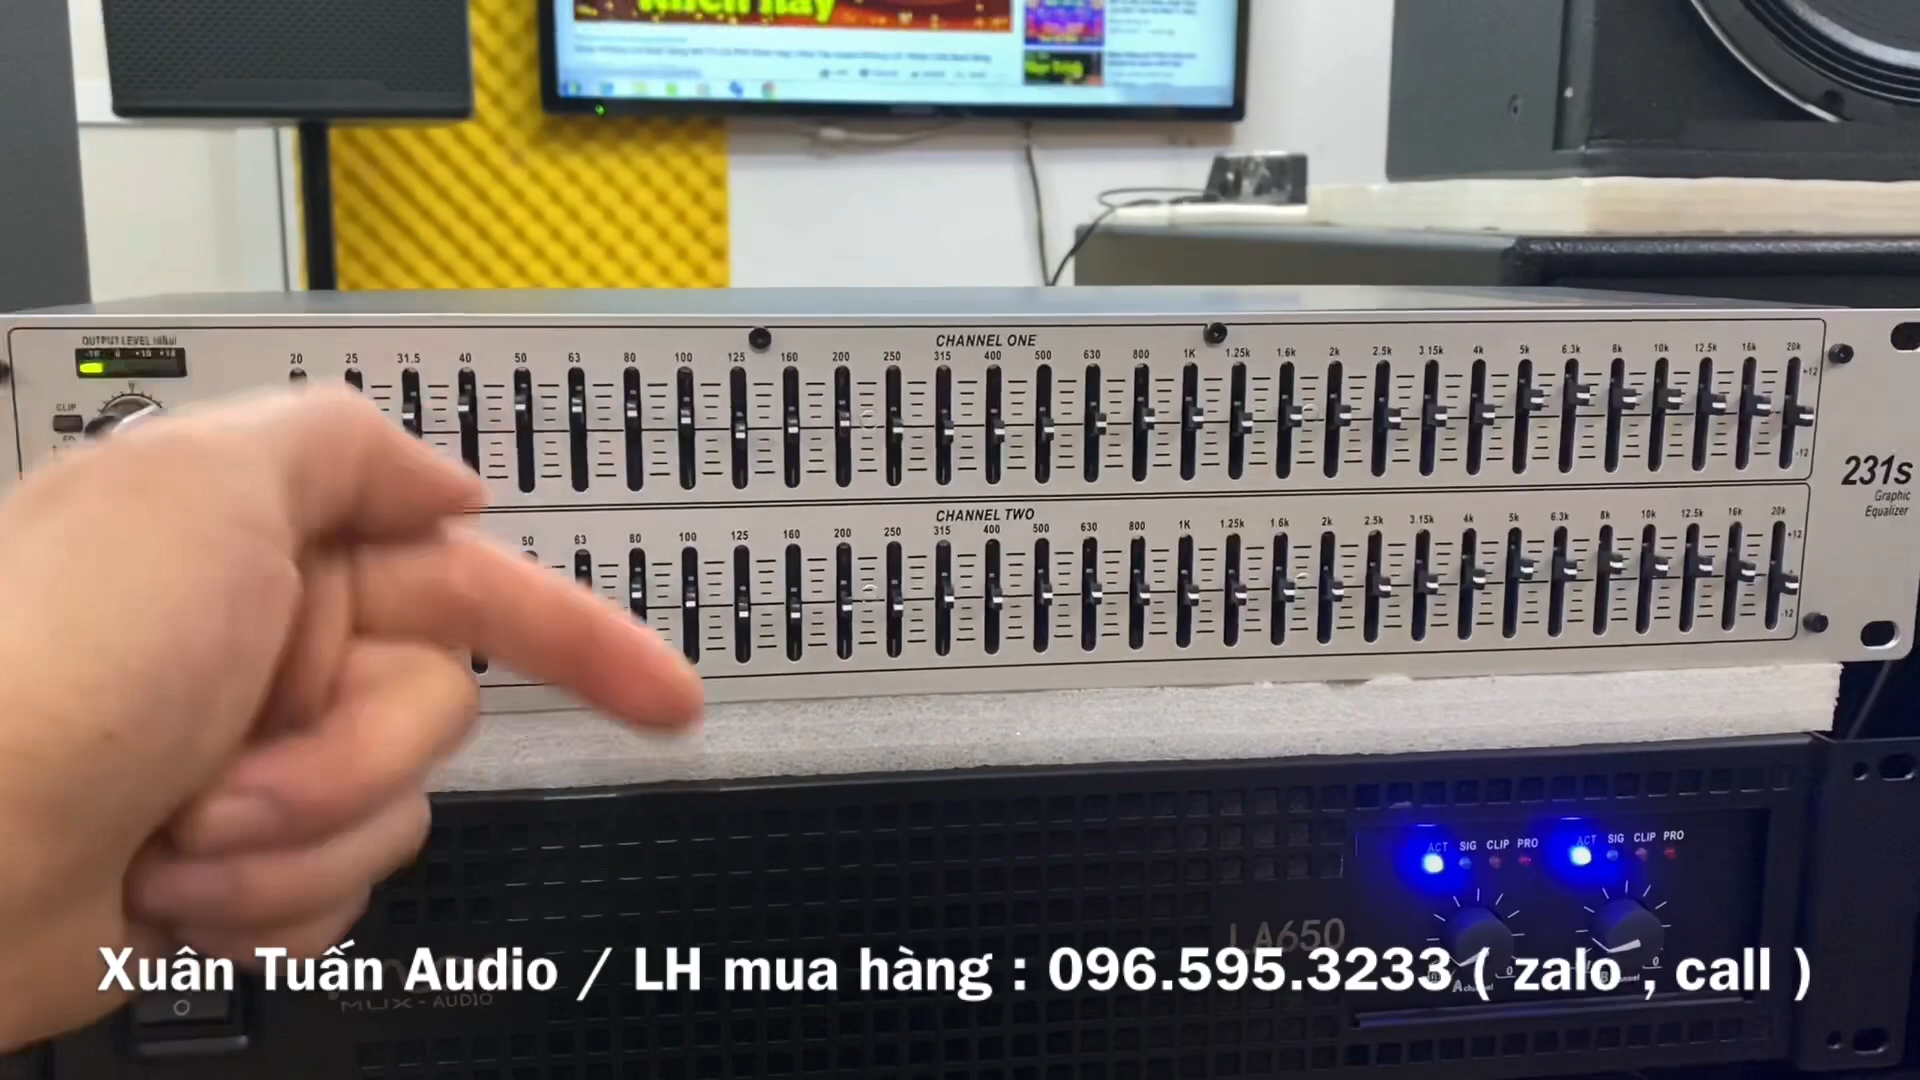 OUTPUT LEVEL
-18 0 +10 +18
CLIP
CHANNEL ONE
20 25 31.5 40 50 63 80 100 125 160 200 250 315 400 500 630 800 1K 1.25k 1.6k 2k 2.5k 3.15k 4k 5k 6.3k 8k 10k 12.5k 16k 20k
+12
-12
231s
Graphic
Equalizer
CHANNEL TWO
50 63 80 100 125 160 200 250 315 400 500 630 800 1K 1.25k 1.6k 2k 2.5k 3.15k 4k 5k 6.3k 8k 10k 12.5k 16k 20k
+12
-12
ACT SIG CLIP PRO ACT SIG CLIP PRO
LA650
Xuân Tuấn Audio / LH mua hàng : 096.595.3233 ( zalo , call )
MUX - AUDIO